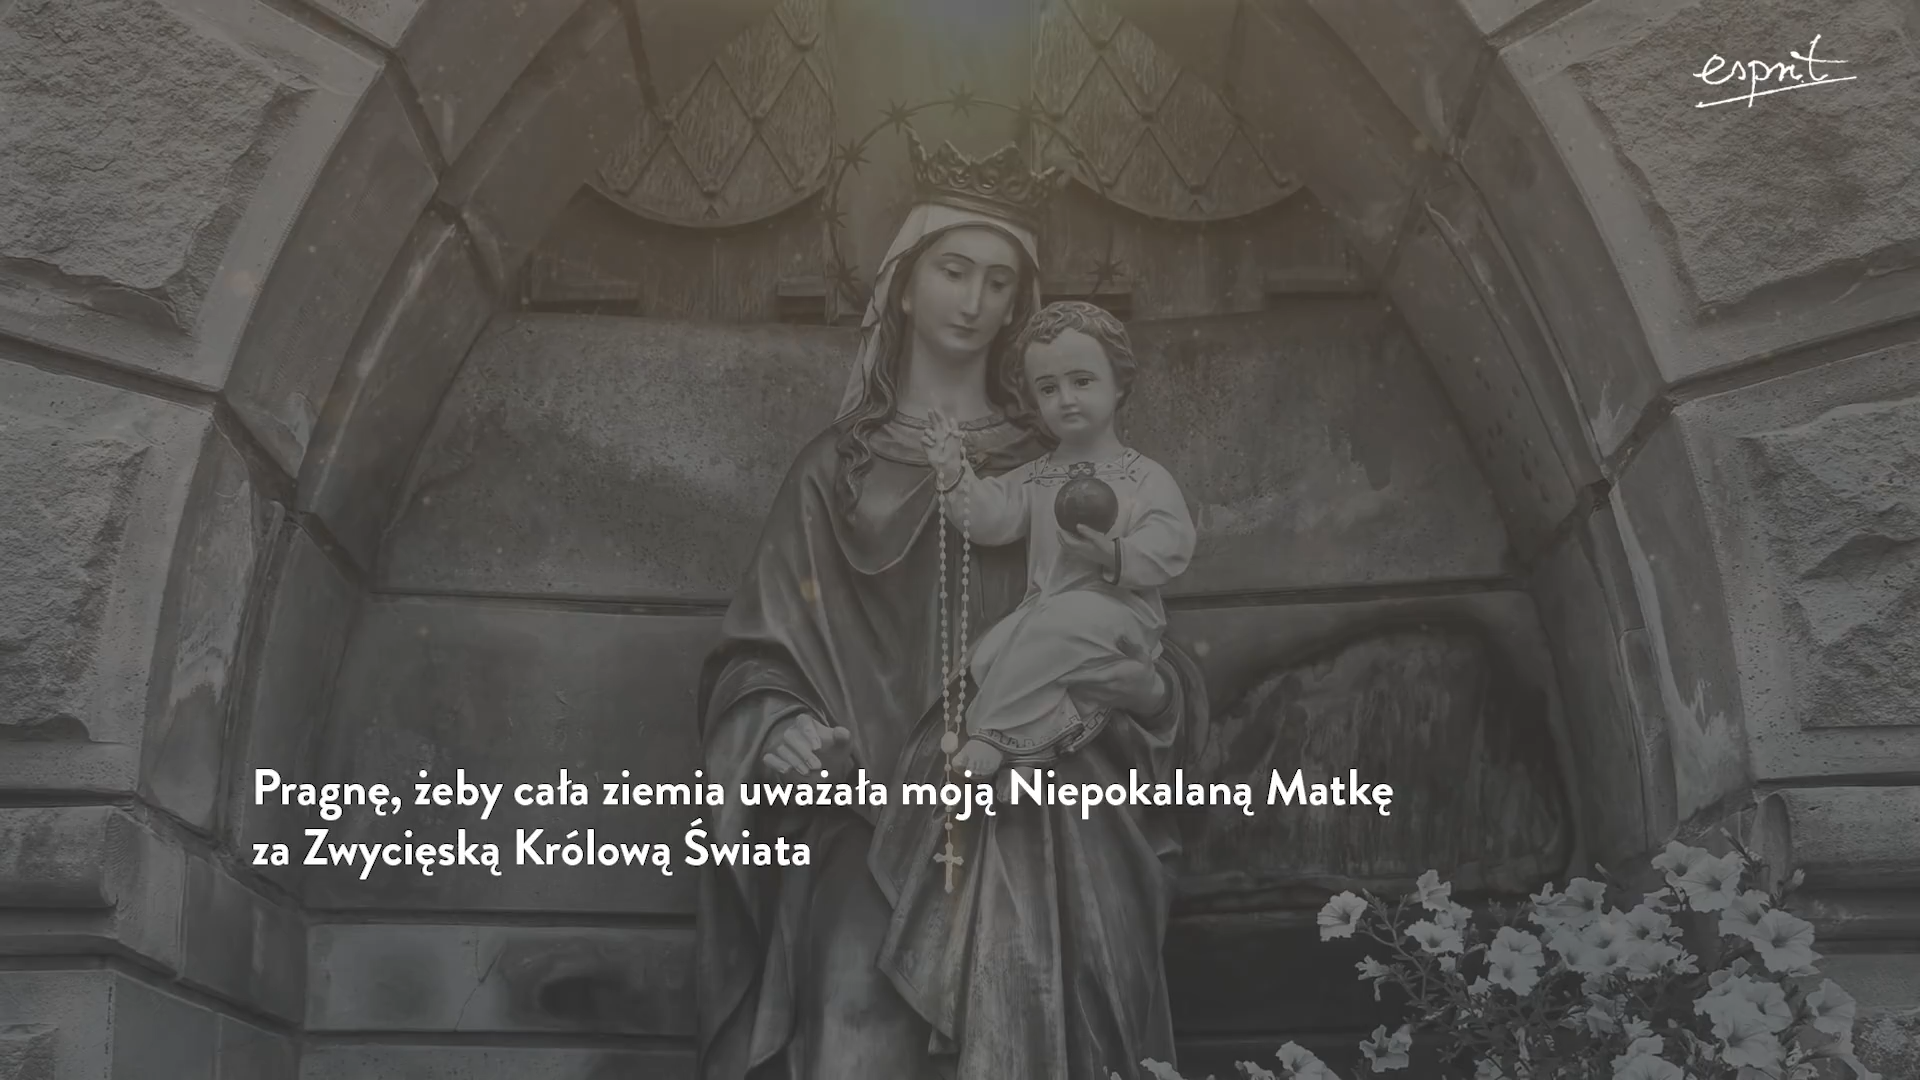 esprit
Pragnę, żeby cała ziemia uważała moją Niepokalaną Matkę
za Zwycięską Królową Świata